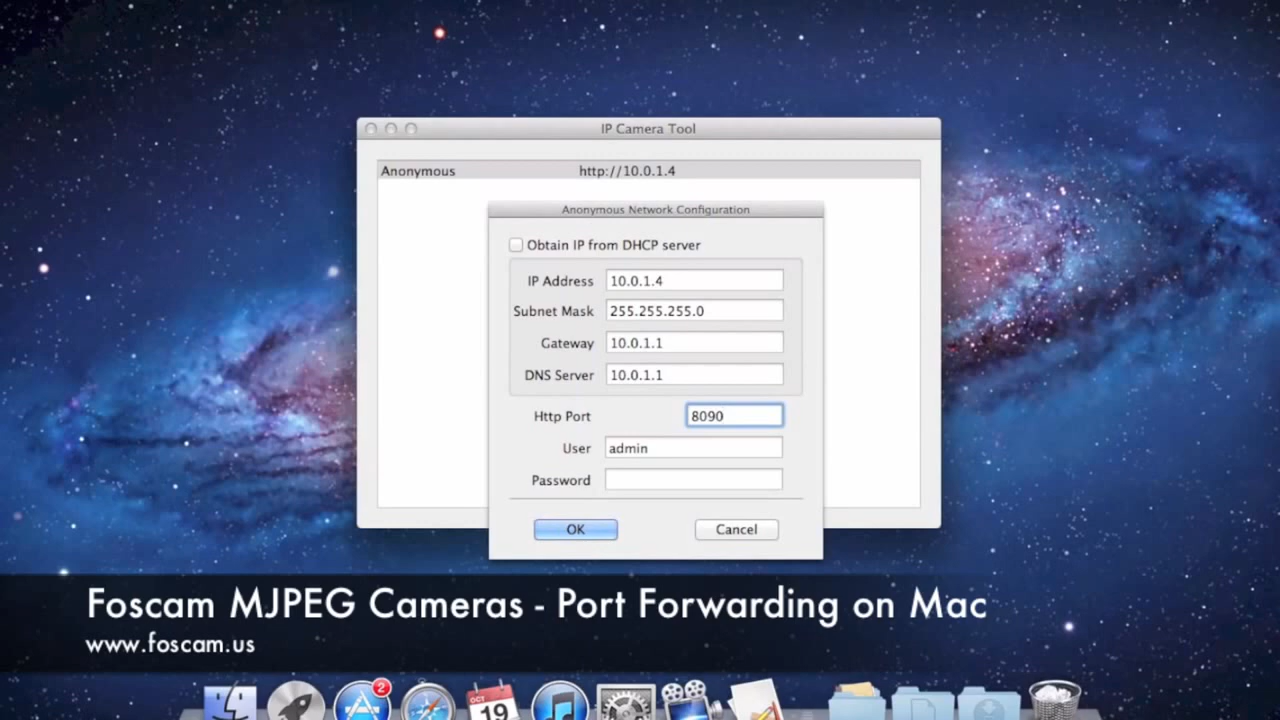 IP Camera Tool
Anonymous http://10.0.1.4
Anonymous Network Configuration
Obtain IP from DHCP server
IP Address 10.0.1.4
Subnet Mask 255.255.255.0
Gateway 10.0.1.1
DNS Server 10.0.1.1
Http Port 8090
User admin
Password
OK Cancel
Foscam MJPEG Cameras - Port Forwarding on Mac
www.foscam.us
2
OCT
19